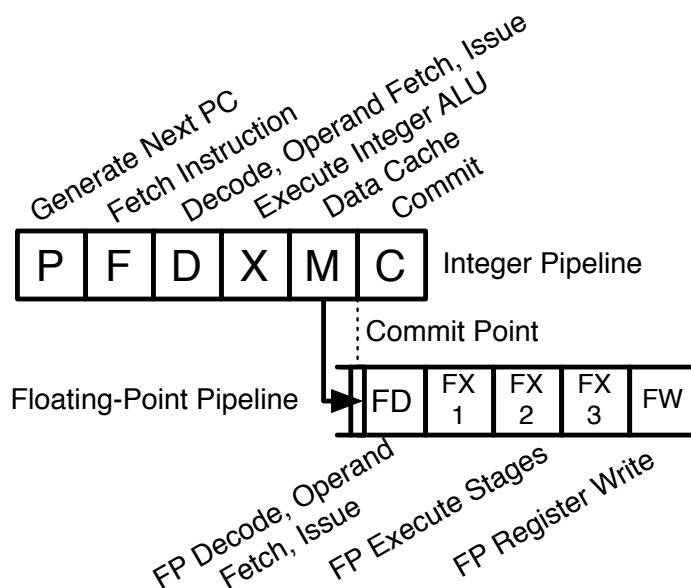 Generate Next PC
Fetch Instruction
Decode, Operand Fetch, Issue
Execute Integer ALU
Data Cache
Commit
P F D X M C
Integer Pipeline
Commit Point
Floating-Point Pipeline
FD
FX
1
FX
2
FX
3
FW
FP Decode, Operand
Fetch, Issue
FP Execute Stages
FP Register Write